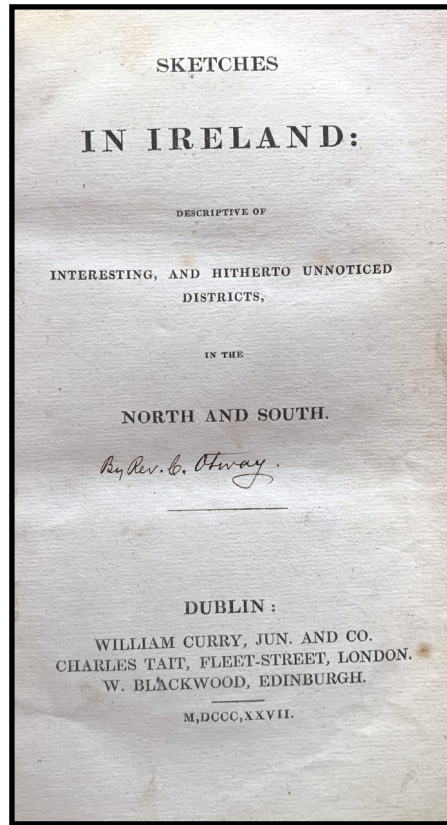 SKETCHES
IN IRELAND:
DESCRIPTIVE OF
INTERESTING, AND HITHERTO UNNOTICED
DISTRICTS,
IN THE
NORTH AND SOUTH.
By Rev. C. Otway.
DUBLIN:
WILLIAM CURRY, JUN. AND CO.
CHARLES TAIT, FLEET-STREET, LONDON.
W. BLACKWOOD, EDINBURGH.
M,DCCC,XXVII.